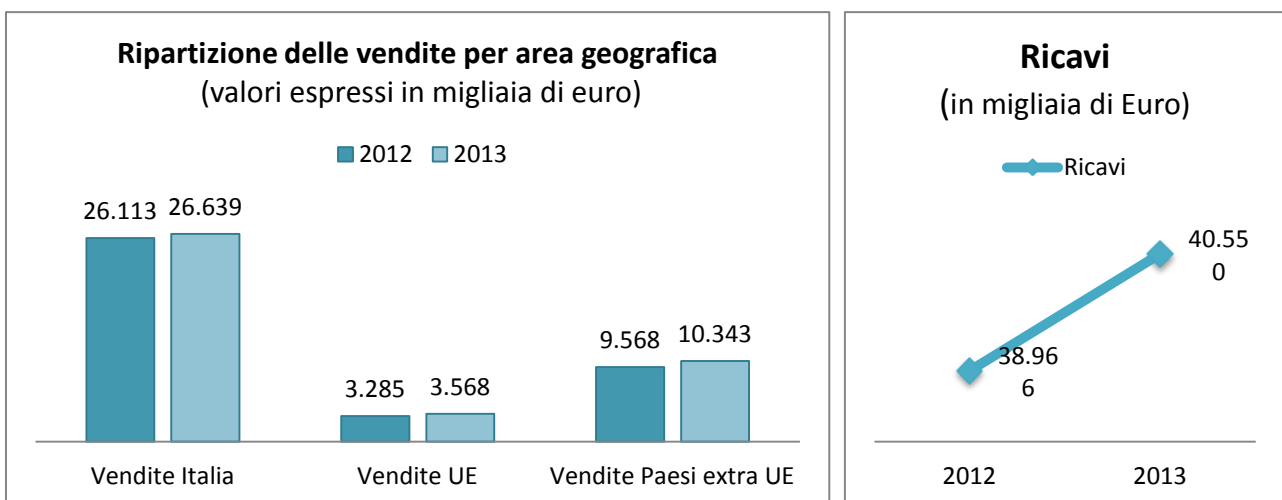 Ripartizione delle vendite per area geografica
(valori espressi in migliaia di euro)
2012 2013
26.113 26.639
3.285 3.568
9.568 10.343
Vendite Italia Vendite UE Vendite Paesi extra UE
Ricavi
(in migliaia di Euro)
Ricavi
40.55
0
38.96
6
2012 2013